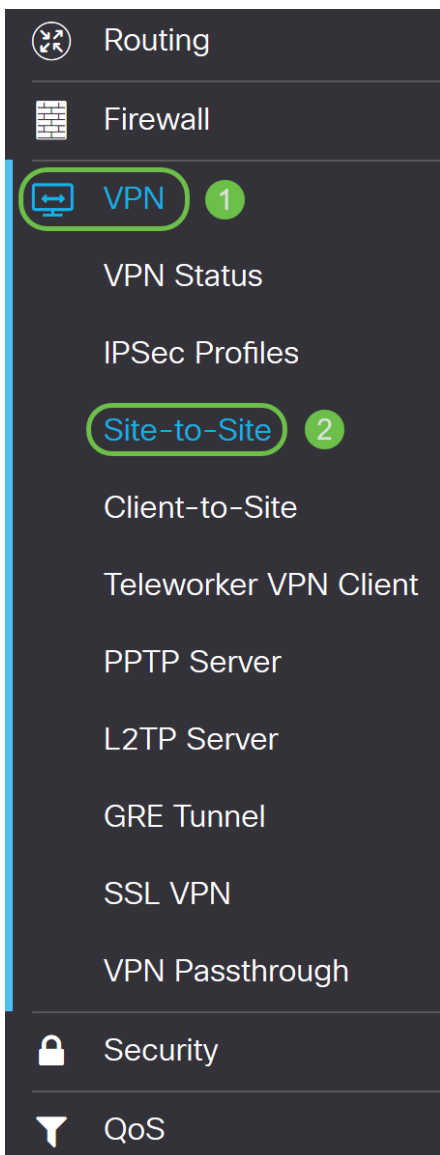 Routing
Firewall
VPN 1
VPN Status
IPSec Profiles
Site-to-Site 2
Client-to-Site
Teleworker VPN Client
PPTP Server
L2TP Server
GRE Tunnel
SSL VPN
VPN Passthrough
Security
QoS